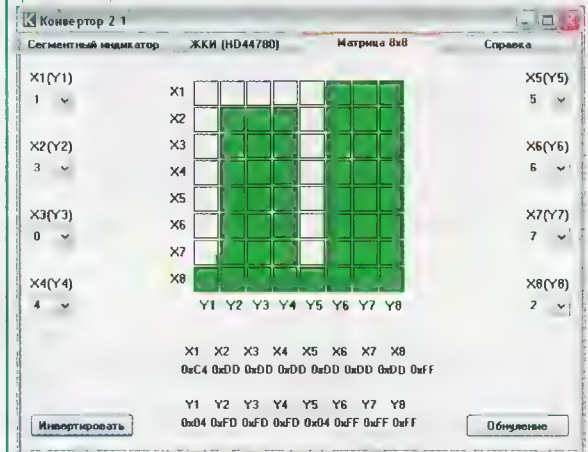 Конвертор 2 1
Сегментный индикатор ЖКИ (HD44780) Матрица 8x8 Справка
X1(Y1) X5(Y5)
1 5
X1
X2
X2(Y2) X6(Y6)
X3
3 6
X4
X5
X3(Y3) X7(Y7)
X6
0 7
X7
X4(Y4) X8(Y8)
X8
4 2
Y1 Y2 Y3 Y4 Y5 Y6 Y7 Y8
X1 X2 X3 X4 X5 X6 X7 X8
0xC4 0xDD 0xDD 0xDD 0xDD 0xDD 0xDD 0xFF
Y1 Y2 Y3 Y4 Y5 Y6 Y7 Y8
Инвертировать 0x04 0xFD 0xFD 0xFD 0x04 0xFF 0xFF 0xFF Обнуление